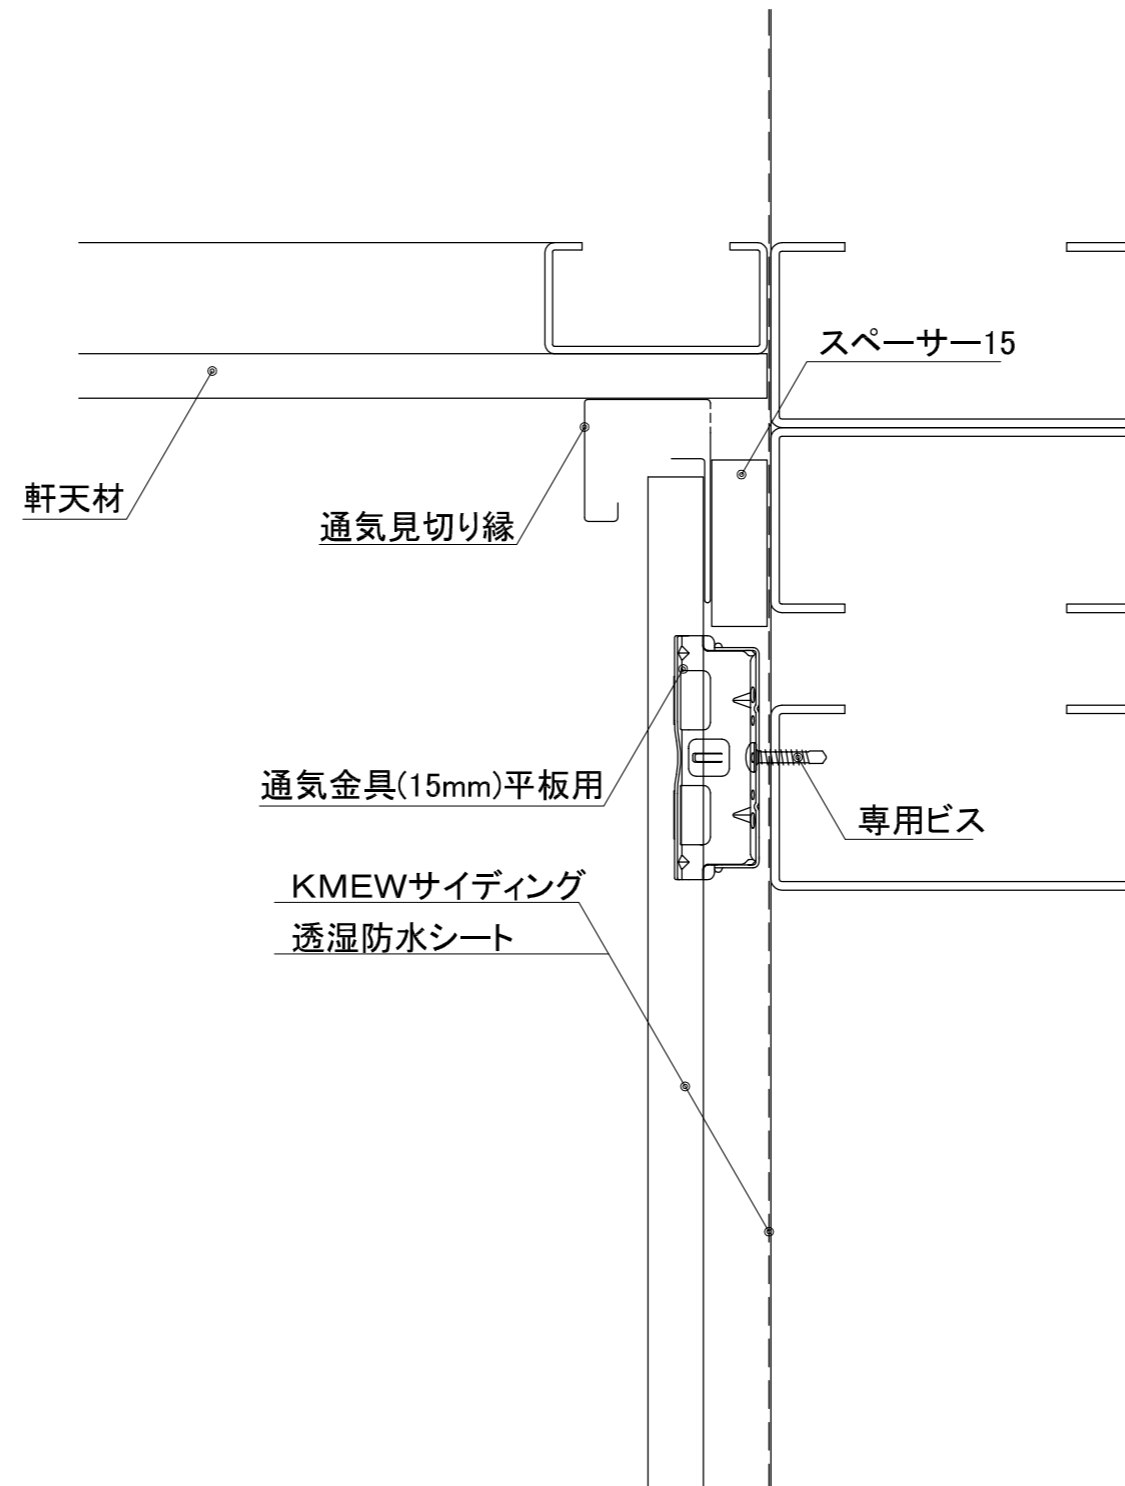 スペーサー15
軒天材
通気見切り縁
通気金具(15mm)平板用
専用ビス
KMEWサイディング
透湿防水シート